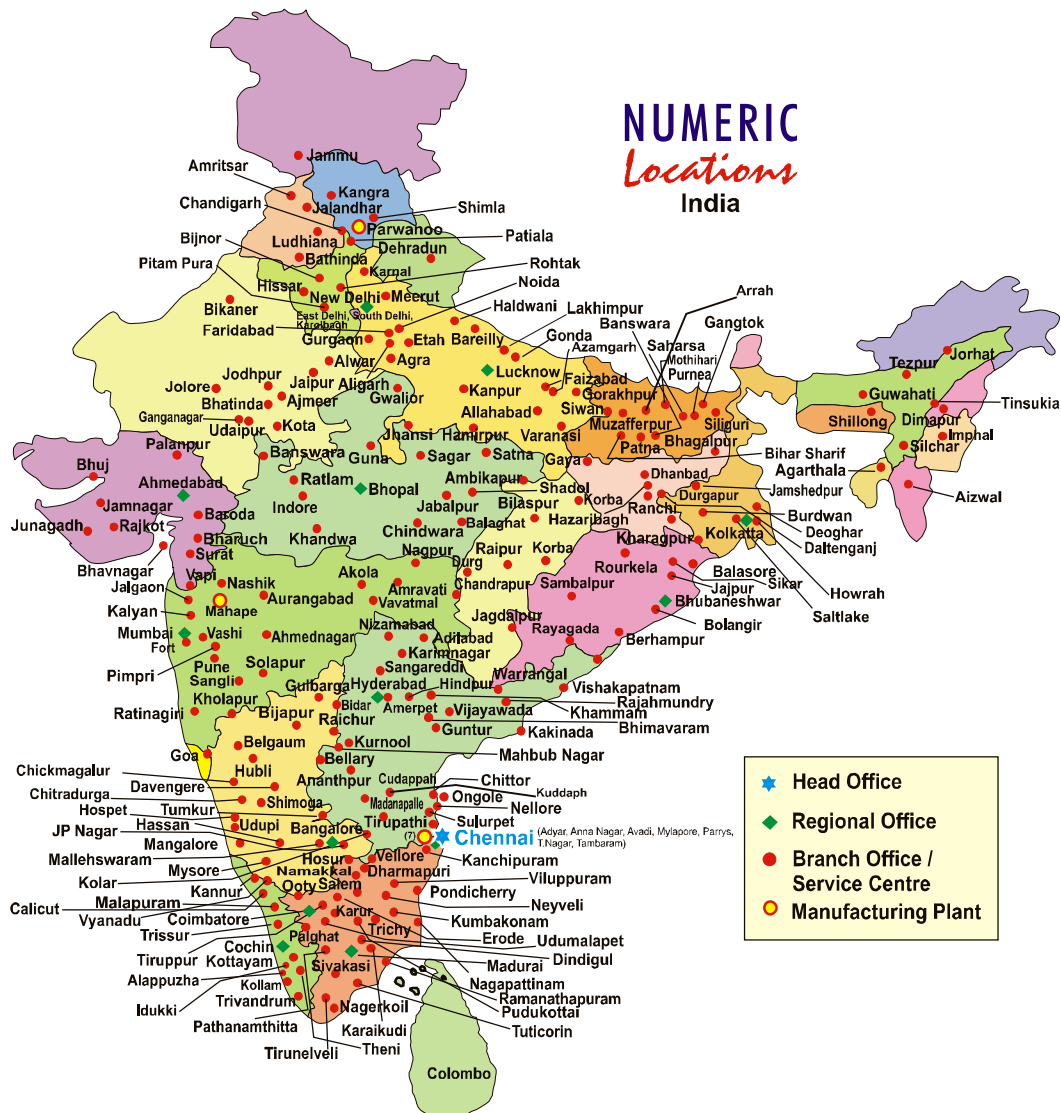 NUMERIC
Locations
India
Jammu
Amritsar
Kangra
Chandigarh
Jalandhar
Shimla
Parwanoo
Bijnor
Ludhiana
Dehradun
Patiala
Pitam Pura
Bathinda
Karnal
Rohtak
Hissar
New Delhi
Meerut
Noida
Bikaner
East Delhi, South Delhi,
Karolbagh
Haldwani
Lakhimpur
Arrah
Faridabad
Gurgaon
Etah
Bareilly
Gonda
Banswara
Gangtok
Alwar
Agra
Azamgarh
Saharsa
Mothihari
Purnea
Lucknow
Jodhpur
Jaipur
Aligarh
Faizabad
Jolore
Gwalior
Kanpur
Gorakhpur
Bhatinda
Ajmeer
Allahabad
Siwan
Siliguri
Ganganagar
Udaipur
Kota
Jhansi
Hamirpur
Varanasi
Muzafferpur
Patna
Bhagalpur
Palanpur
Banswara
Guna
Sagar
Satna
Gaya
Bihar Sharif
Tezpur
Jorhat
Guwahati
Tinsukia
Shillong
Dimapur
Imphal
Silchar
Agarthala
Aizwal
Bhuj
Ahmedabad
Ratlam
Bhopal
Ambikapur
Shadol
Dhanbad
Jamshedpur
Durgapur
Jamnagar
Indore
Jabalpur
Bilaspur
Korba
Ranchi
Burdwan
Junagadh
Rajkot
Baroda
Khandwa
Chindwara
Balaghat
Hazaribagh
Deoghar
Bharuch
Kharagpur
Kolkatta
Daltenganj
Surat
Nagpur
Raipur
Korba
Bhavnagar
Vapi
Nashik
Akola
Durg
Rourkela
Balasore
Jalgaon
Amravati
Chandrapur
Sambalpur
Sikar
Howrah
Kalyan
Mahape
Aurangabad
Vavatmal
Jajpur
Saltlake
Bhubaneshwar
Mumbai
Fort
Vashi
Ahmednagar
Nizamabad
Adilabad
Jagdalpur
Rayagada
Bolangir
Berhampur
Pimpri
Pune
Solapur
Karimnagar
Sangareddi
Sangli
Gulbarga
Hyderabad
Hindpur
Warrangal
Vishakapatnam
Kholapur
Bidar
Amerpet
Rajahmundry
Ratinagiri
Bijapur
Raichur
Vijayawada
Khammam
Bhimavaram
Guntur
Kakinada
Goa
Belgaum
Kurnool
Mahbub Nagar
Hubli
Bellary
Chickmagalur
Davengere
Ananthpur
Cudappah
Chittor
Kuddaph
Chitradurga
Shimoga
Madanapalle
Ongole
Hospet
Tumkur
Nellore
Hassan
Udupi
Bangalore
Tirupathi
Sulurpet
JP Nagar
Mangalore
(7)
Chennai
(Adyar, Anna Nagar, Avadi, Mylapore, Parrys,
T.Nagar, Tambaram)
Mallehswaram
Hosur
Vellore
Kanchipuram
Mysore
Namakkal
Dharmapuri
Viluppuram
Kolar
Kannur
Ooty
Salem
Pondicherry
Neyveli
Malapuram
Calicut
Vyanadu
Coimbatore
Karur
Trichy
Kumbakonam
Trissur
Palghat
Erode
Udumalapet
Cochin
Dindigul
Tiruppur
Kottayam
Sivakasi
Madurai
Alappuzha
Nagapattinam
Kollam
Ramanathapuram
Idukki
Trivandrum
Nagerkoil
Pudukottai
Pathanamthitta
Karaikudi
Tuticorin
Tirunelveli
Theni
Colombo
Head Office
Regional Office
Branch Office /
Service Centre
Manufacturing Plant